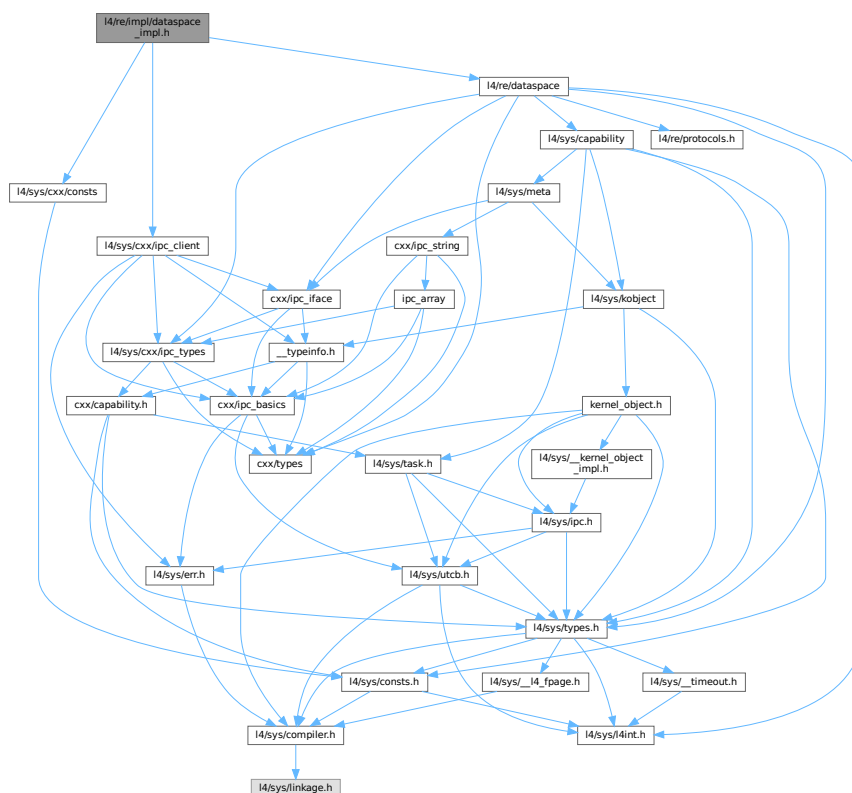 l4/re/impl/dataspace
_impl.h
l4/re/dataspace
l4/sys/capability
l4/re/protocols.h
l4/sys/cxx/consts
l4/sys/meta
l4/sys/cxx/ipc_client
cxx/ipc_string
cxx/ipc_iface
ipc_array
l4/sys/kobject
l4/sys/cxx/ipc_types
__typeinfo.h
cxx/capability.h
cxx/ipc_basics
kernel_object.h
cxx/types
l4/sys/task.h
l4/sys/__kernel_object
_impl.h
l4/sys/ipc.h
l4/sys/err.h
l4/sys/utcb.h
l4/sys/types.h
l4/sys/consts.h
l4/sys/__l4_fpage.h
l4/sys/__timeout.h
l4/sys/compiler.h
l4/sys/l4int.h
l4/sys/linkage.h